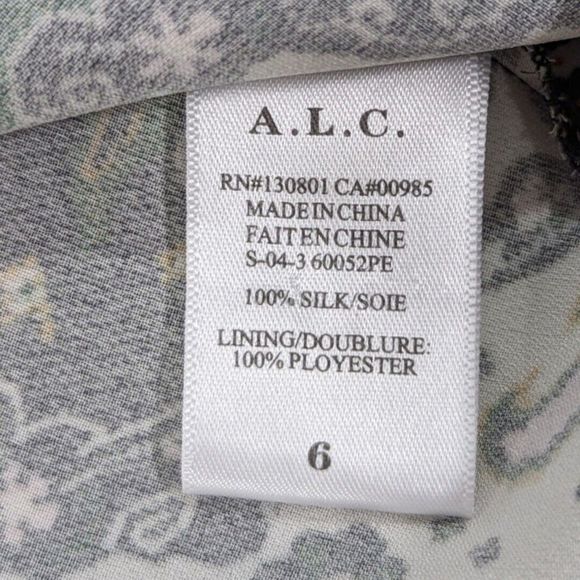 A.L.C.
RN#130801 CA#00985
MADE IN CHINA
FAIT EN CHINE
S-04-3 60052PE
100% SILK/SOIE
LINING/DOUBLURE:
100% PLOYESTER
6